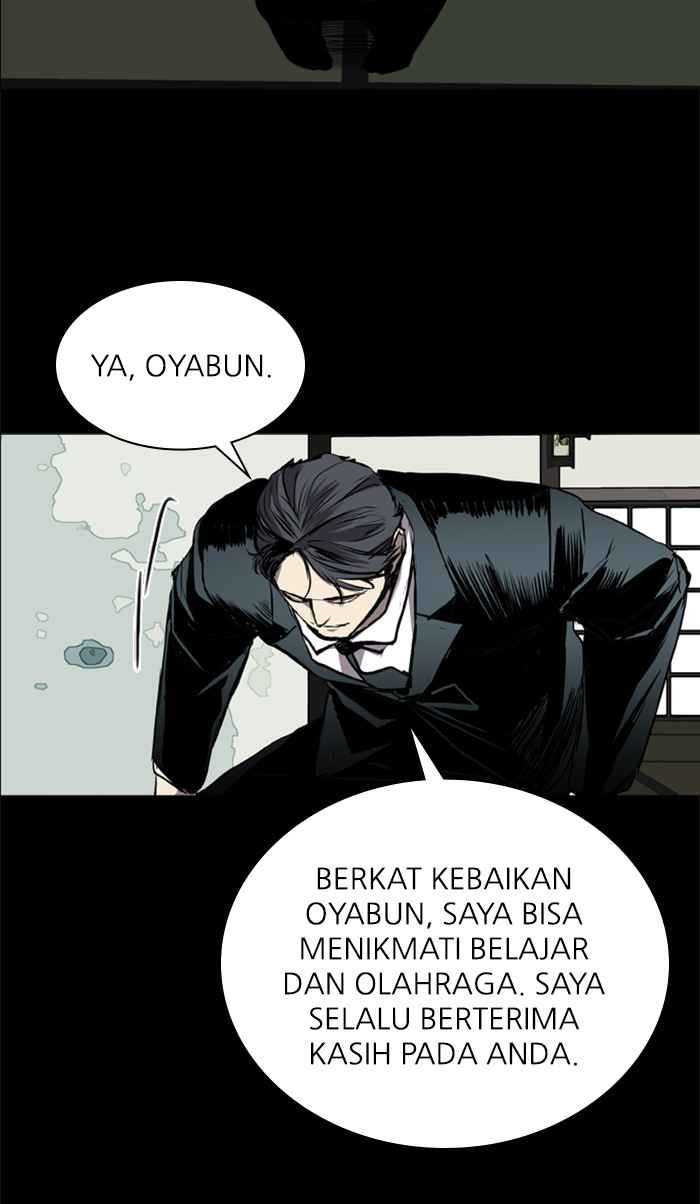 YA, OYABUN.
BERKAT KEBAIKAN
OYABUN, SAYA BISA
MENIKMATI BELAJAR
DAN OLAHRAGA. SAYA
SELALU BERTERIMA
KASIH PADA ANDA.